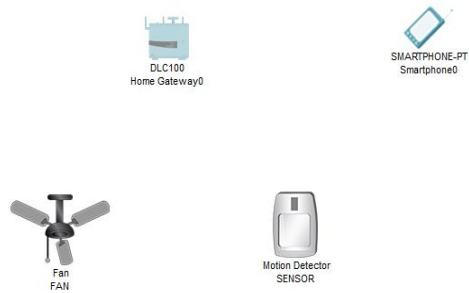 DLC100
Home Gateway0
SMARTPHONE-PT
Smartphone0
Fan
FAN
Motion Detector
SENSOR